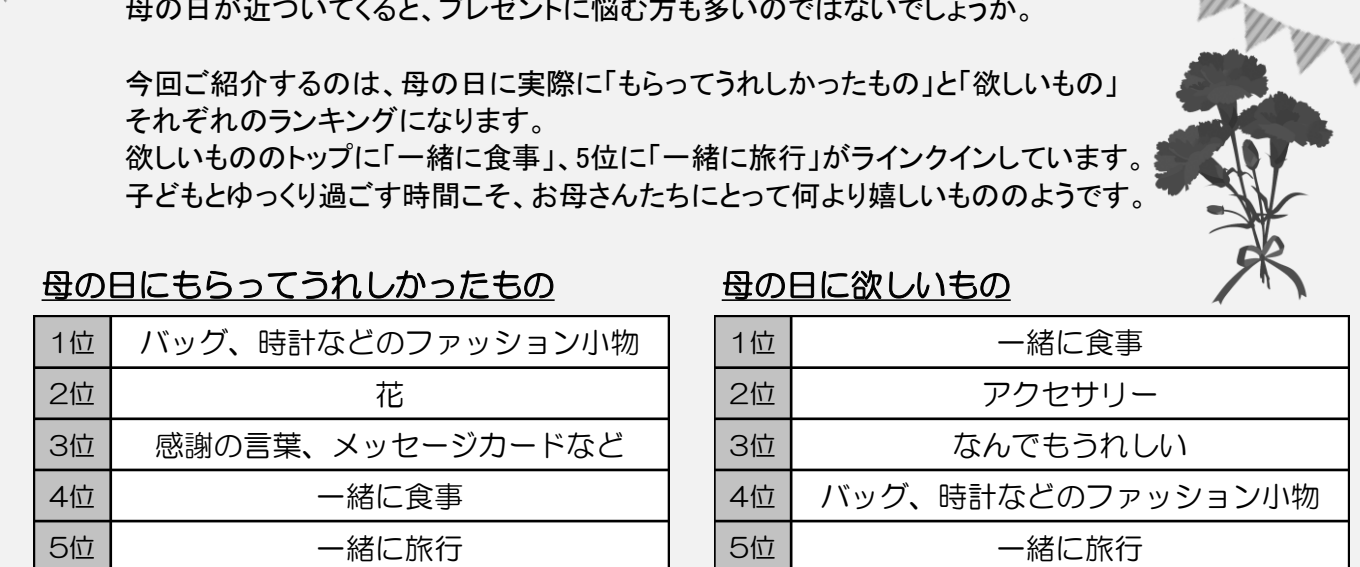 母の日が近づいてくると、プレゼントに悩む方も多いのではないでしょうか。
今回ご紹介するのは、母の日に実際に「もらってうれしかったもの」と「欲しいもの」
それぞれのランキングになります。
欲しいもののトップに「一緒に食事」、5位に「一緒に旅行」がラインクインしています。
子どもとゆっくり過ごす時間こそ、お母さんたちにとって何より嬉しいもののようです。
母の日にもらってうれしかったもの
1位 バッグ、時計などのファッション小物
2位 花
3位 感謝の言葉、メッセージカードなど
4位 一緒に食事
5位 一緒に旅行
母の日に欲しいもの
1位 一緒に食事
2位 アクセサリー
3位 なんでもうれしい
4位 バッグ、時計などのファッション小物
5位 一緒に旅行